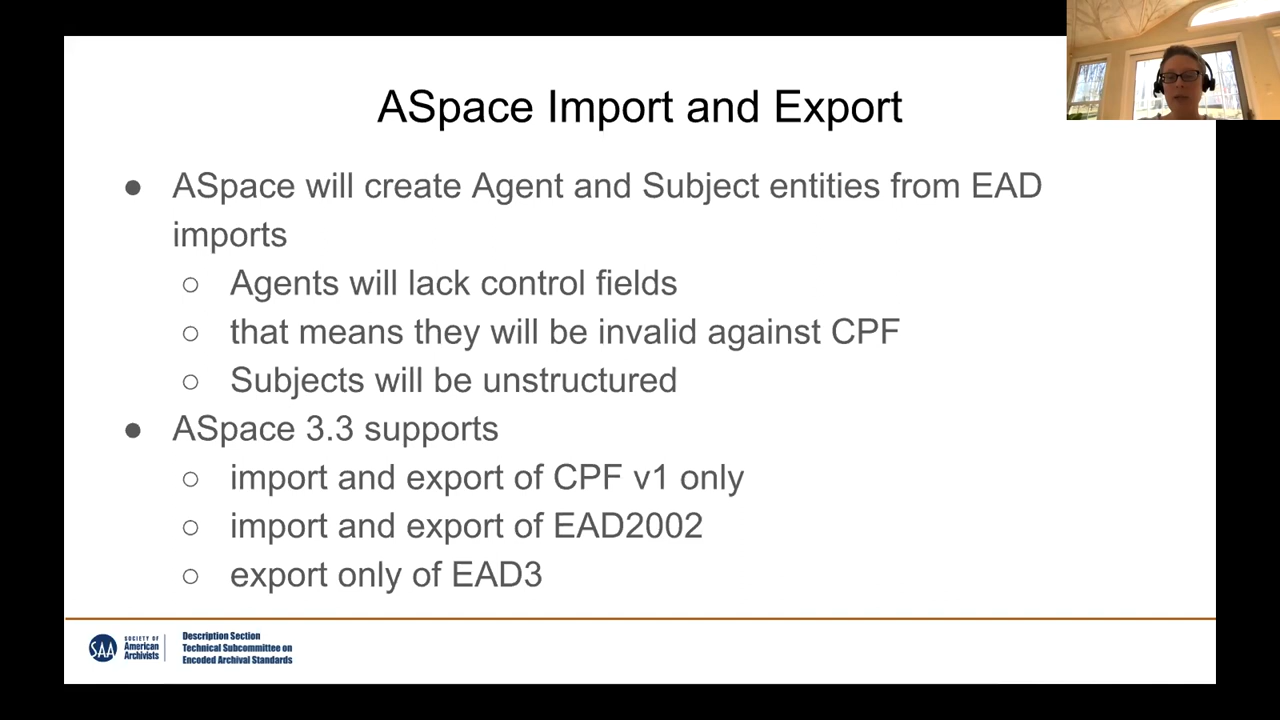 ASpace Import and Export
● ASpace will create Agent and Subject entities from EAD
imports
○ Agents will lack control fields
○ that means they will be invalid against CPF
○ Subjects will be unstructured
● ASpace 3.3 supports
○ import and export of CPF v1 only
○ import and export of EAD2002
○ export only of EAD3
SAA
SOCIETY OF
American
Archivists
Description Section
Technical Subcommittee on
Encoded Archival Standards